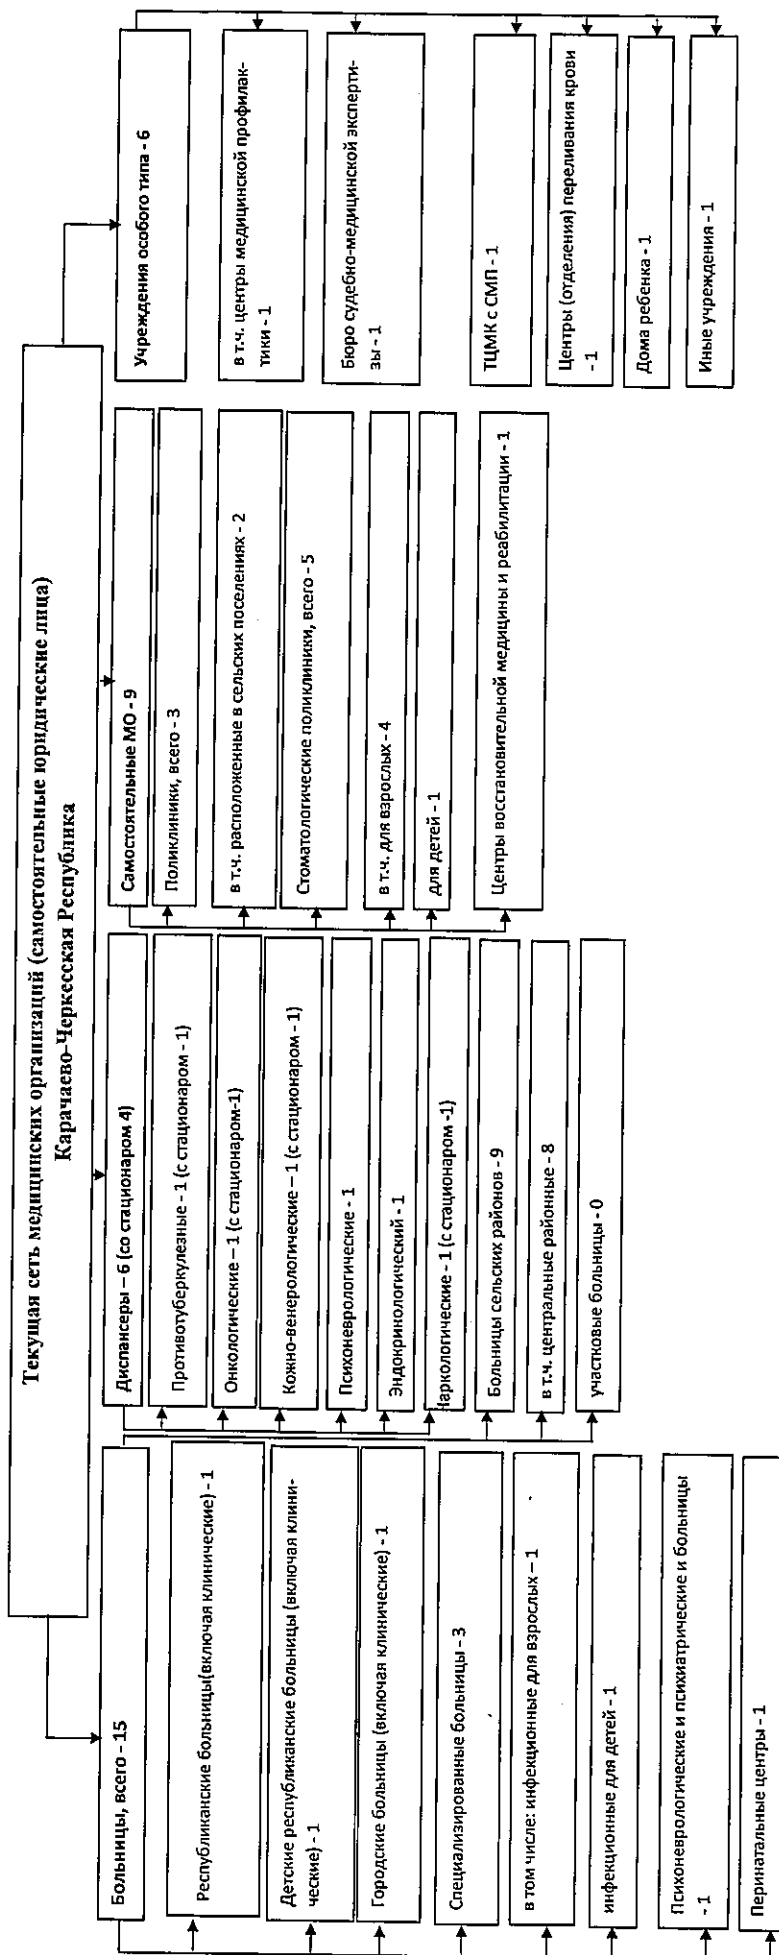 Текущая сеть медицинских организаций (самостоятельные юридические лица)
Карачаево-Черкесская Республика
Больницы, всего - 15
Республиканские больницы(включая клинические) - 1
Детские республиканские больницы (включая клини-
ческие) - 1
Городские больницы (включая клинические) - 1
Специализированные больницы - 3
в том числе: инфекционные для взрослых – 1
инфекционные для детей - 1
Психоневрологические и психиатрические и больницы
- 1
Перинатальные центры - 1
Диспансеры – 6 (со стационаром 4)
Противотуберкулезные - 1 (с стационаром - 1)
Онкологические – 1 (с стационаром-1)
Кожно-венерологические – 1 (с стационаром - 1)
Психоневрологические - 1
Эндокринологический - 1
Наркологические - 1 (с стационаром -1)
Больницы сельских районов - 9
в т.ч. центральные районные - 8
участковые больницы - 0
Самостоятельные МО - 9
Поликлиники, всего - 3
в т.ч. расположенные в сельских поселениях - 2
Стоматологические поликлиники, всего - 5
в т.ч. для взрослых - 4
для детей - 1
Центры восстановительной медицины и реабилитации - 1
Учреждения особого типа - 6
в т.ч. центры медицинской профилак-
тики - 1
Бюро судебно-медицинской эксперти-
зы - 1
ТЦМК с СМП - 1
Центры (отделения) переливания крови
- 1
Дома ребенка - 1
Иные учреждения - 1